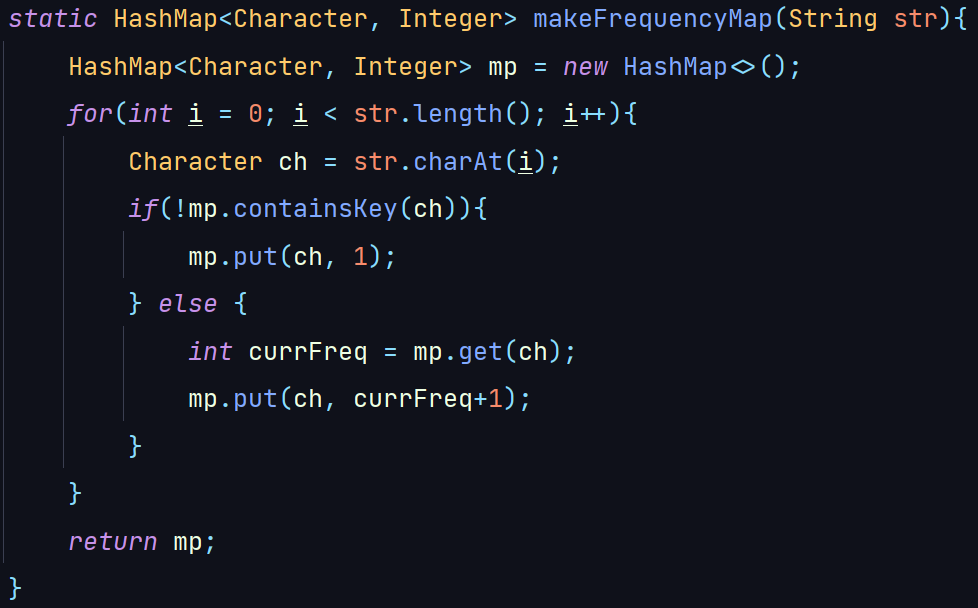 static HashMap<Character, Integer> makeFrequencyMap(String str){
    HashMap<Character, Integer> mp = new HashMap<>();
    for(int i = 0; i < str.length(); i++){
        Character ch = str.charAt(i);
        if(!mp.containsKey(ch)){
            mp.put(ch, 1);
        } else {
            int currFreq = mp.get(ch);
            mp.put(ch, currFreq+1);
        }
    }
    return mp;
}